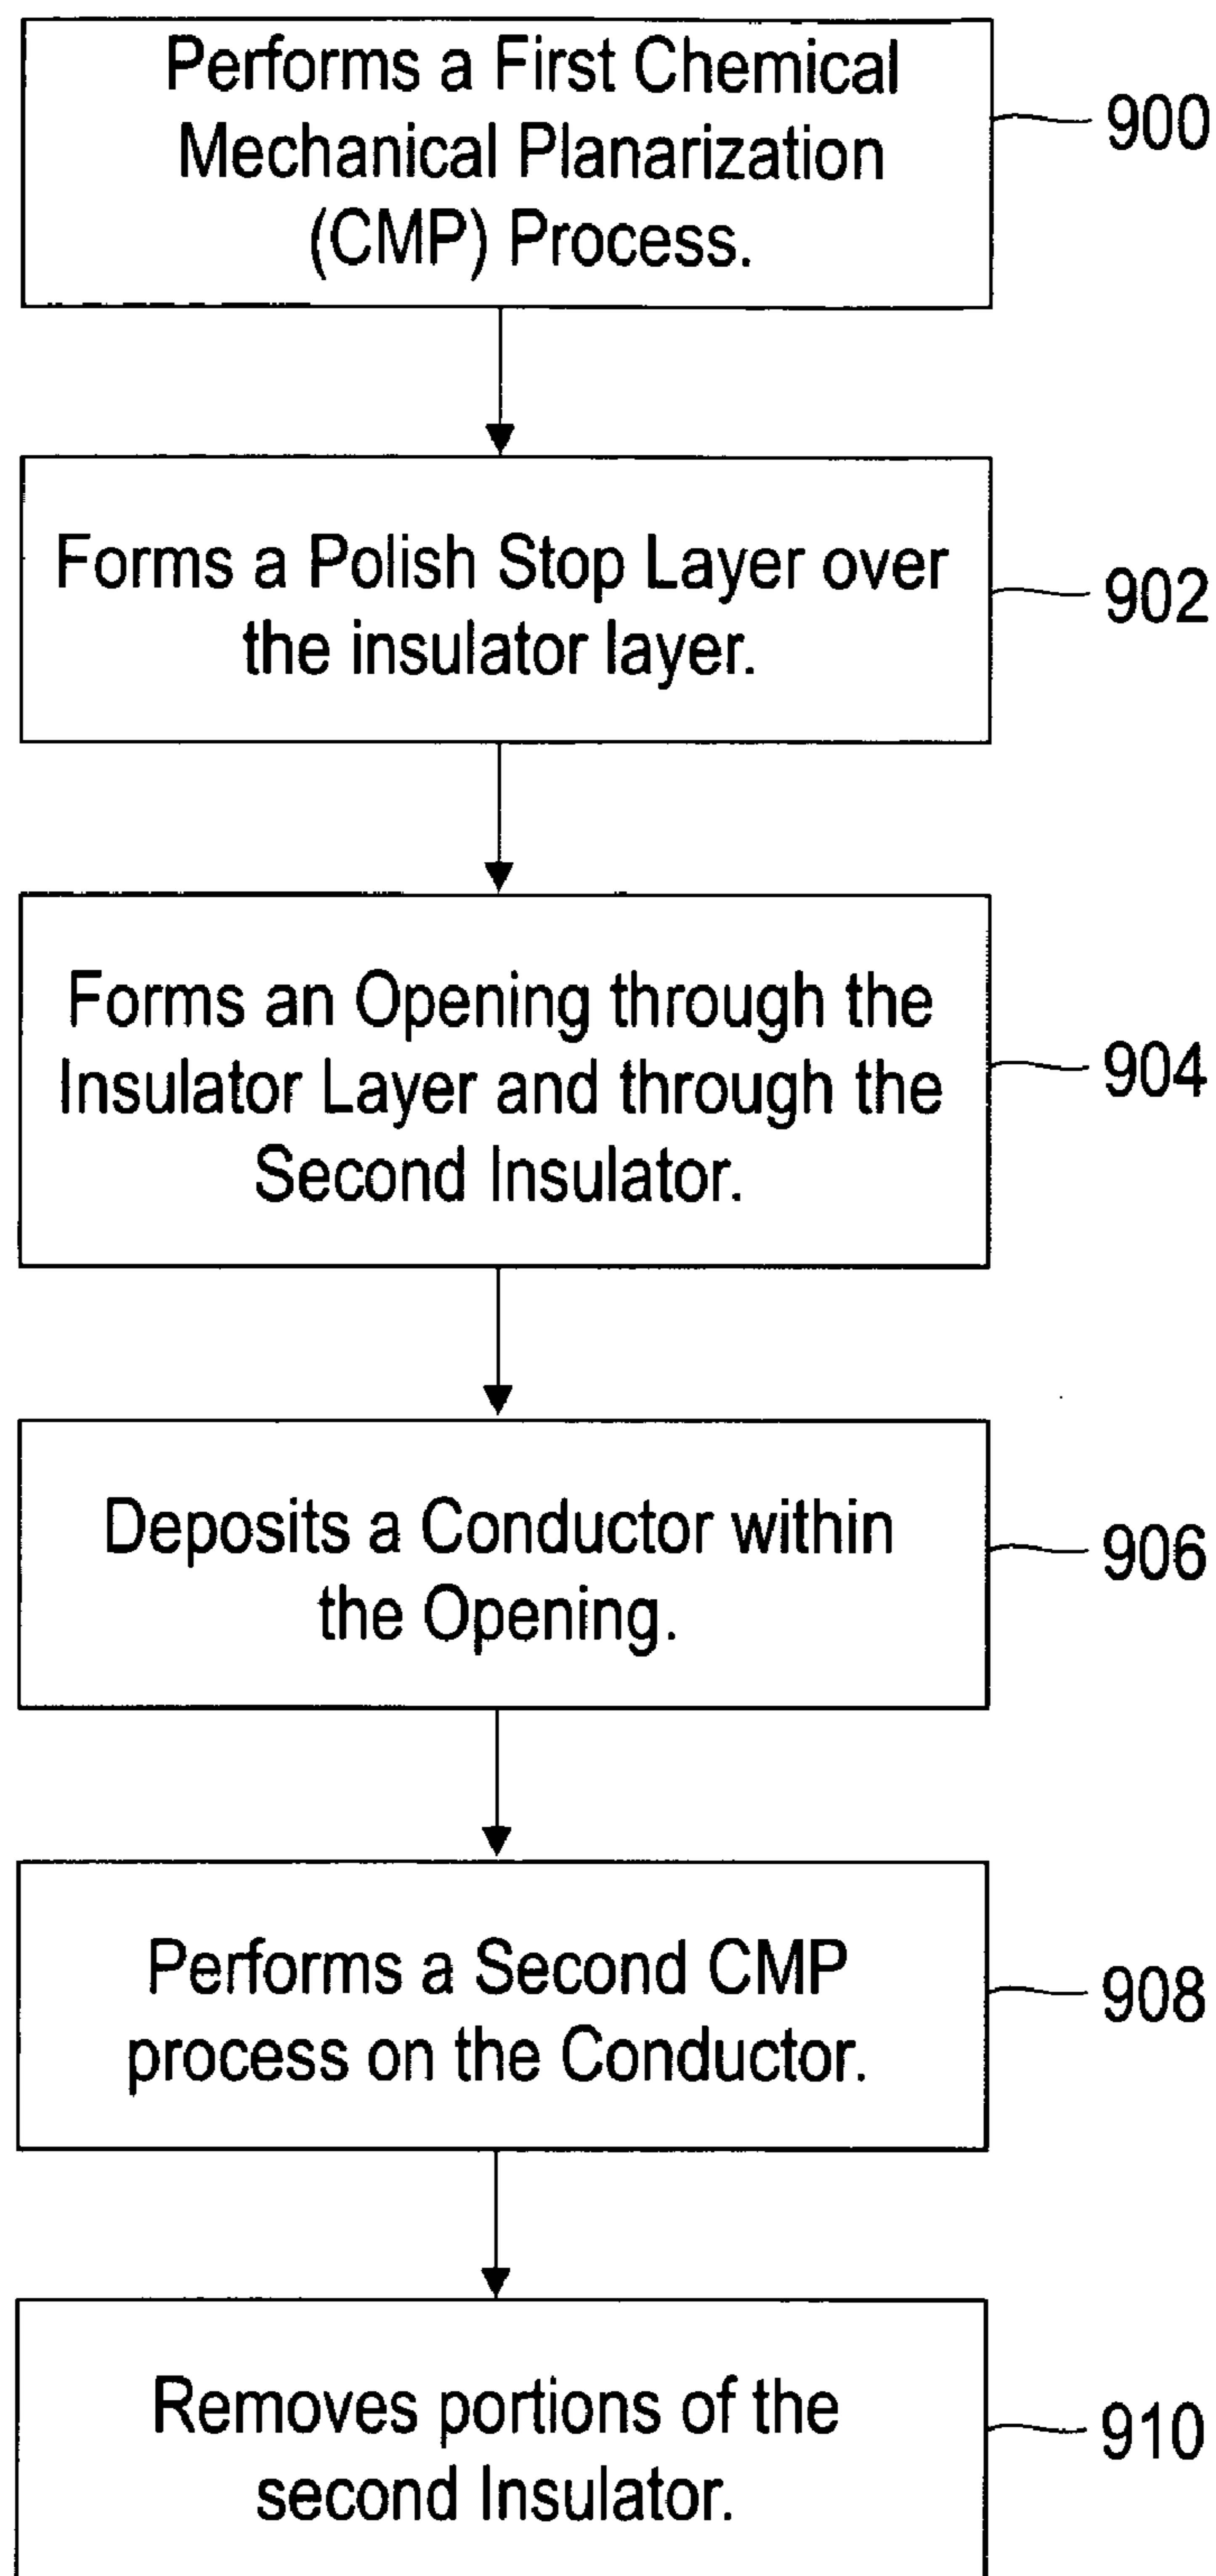 Performs a First Chemical
Mechanical Planarization
(CMP) Process.
900
Forms a Polish Stop Layer over
the insulator layer.
902
Forms an Opening through the
Insulator Layer and through the
Second Insulator.
904
Deposits a Conductor within
the Opening.
906
Performs a Second CMP
process on the Conductor.
908
Removes portions of the
second Insulator.
910